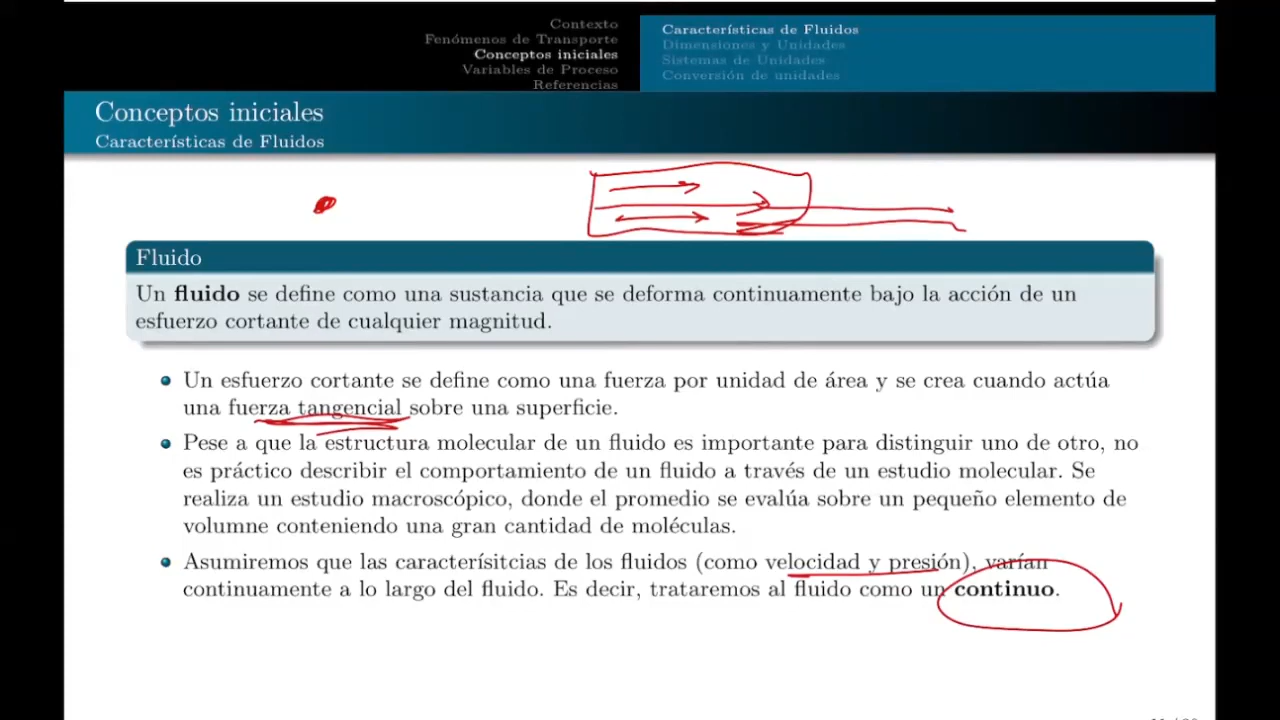 Contexto
Fenómenos de Transporte
Conceptos iniciales
Variables de Proceso
Referencias
Características de Fluidos
Dimensiones y Unidades
Sistemas de Unidades
Conversión de unidades
Conceptos iniciales
Características de Fluidos
Fluido
Un fluido se define como una sustancia que se deforma continuamente bajo la acción de un
esfuerzo cortante de cualquier magnitud.
Un esfuerzo cortante se define como una fuerza por unidad de área y se crea cuando actúa
una fuerza tangencial sobre una superficie.
Pese a que la estructura molecular de un fluido es importante para distinguir uno de otro, no
es práctico describir el comportamiento de un fluido a través de un estudio molecular. Se
realiza un estudio macroscópico, donde el promedio se evalúa sobre un pequeño elemento de
volumne conteniendo una gran cantidad de moléculas.
Asumiremos que las caracterísitcias de los fluidos (como velocidad y presión), varían
continuamente a lo largo del fluido. Es decir, trataremos al fluido como un continuo.